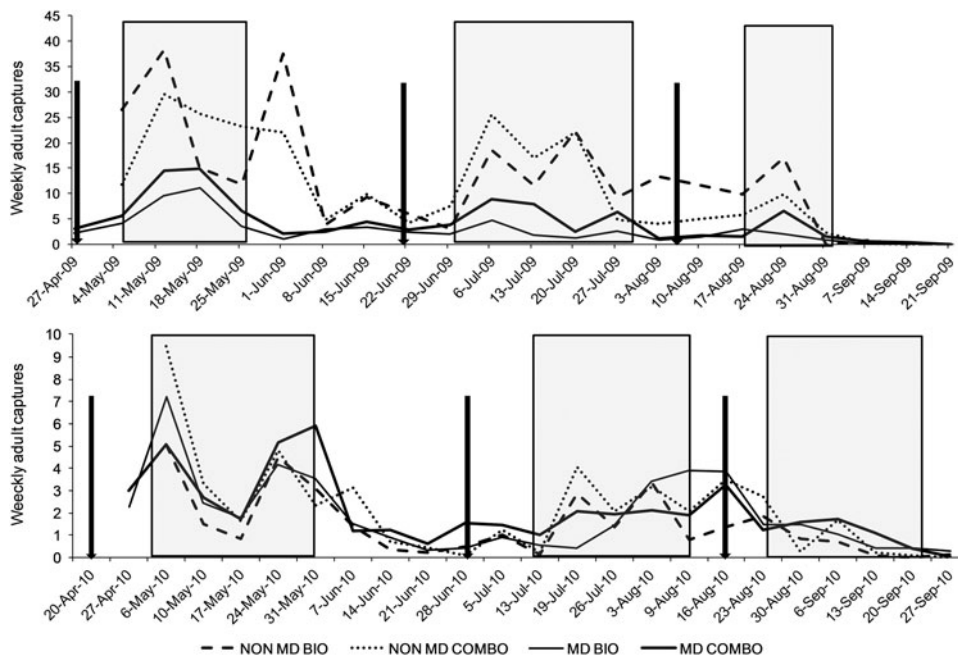 45
40
35
30
25
20
15
10
5
0
Weekly adult captures
27-Apr-09
4-May-09
11-May-09
18-May-09
25-May-09
1-Jun-09
8-Jun-09
15-Jun-09
22-Jun-09
29-Jun-09
6-Jul-09
13-Jul-09
20-Jul-09
27-Jul-09
3-Aug-09
10-Aug-09
17-Aug-09
24-Aug-09
31-Aug-09
7-Sep-09
14-Sep-09
21-Sep-09
10
9
8
7
6
5
4
3
2
1
0
Weeckly adult captures
20-Apr-10
27-Apr-10
6-May-10
10-May-10
17-May-10
24-May-10
31-May-10
7-Jun-10
14-Jun-10
21-Jun-10
28-Jun-10
5-Jul-10
13-Jul-10
19-Jul-10
26-Jul-10
3-Aug-10
9-Aug-10
16-Aug-10
23-Aug-10
30-Aug-10
6-Sep-10
13-Sep-10
20-Sep-10
27-Sep-10
NON MD BIO NON MD COMBO MD BIO MD COMBO